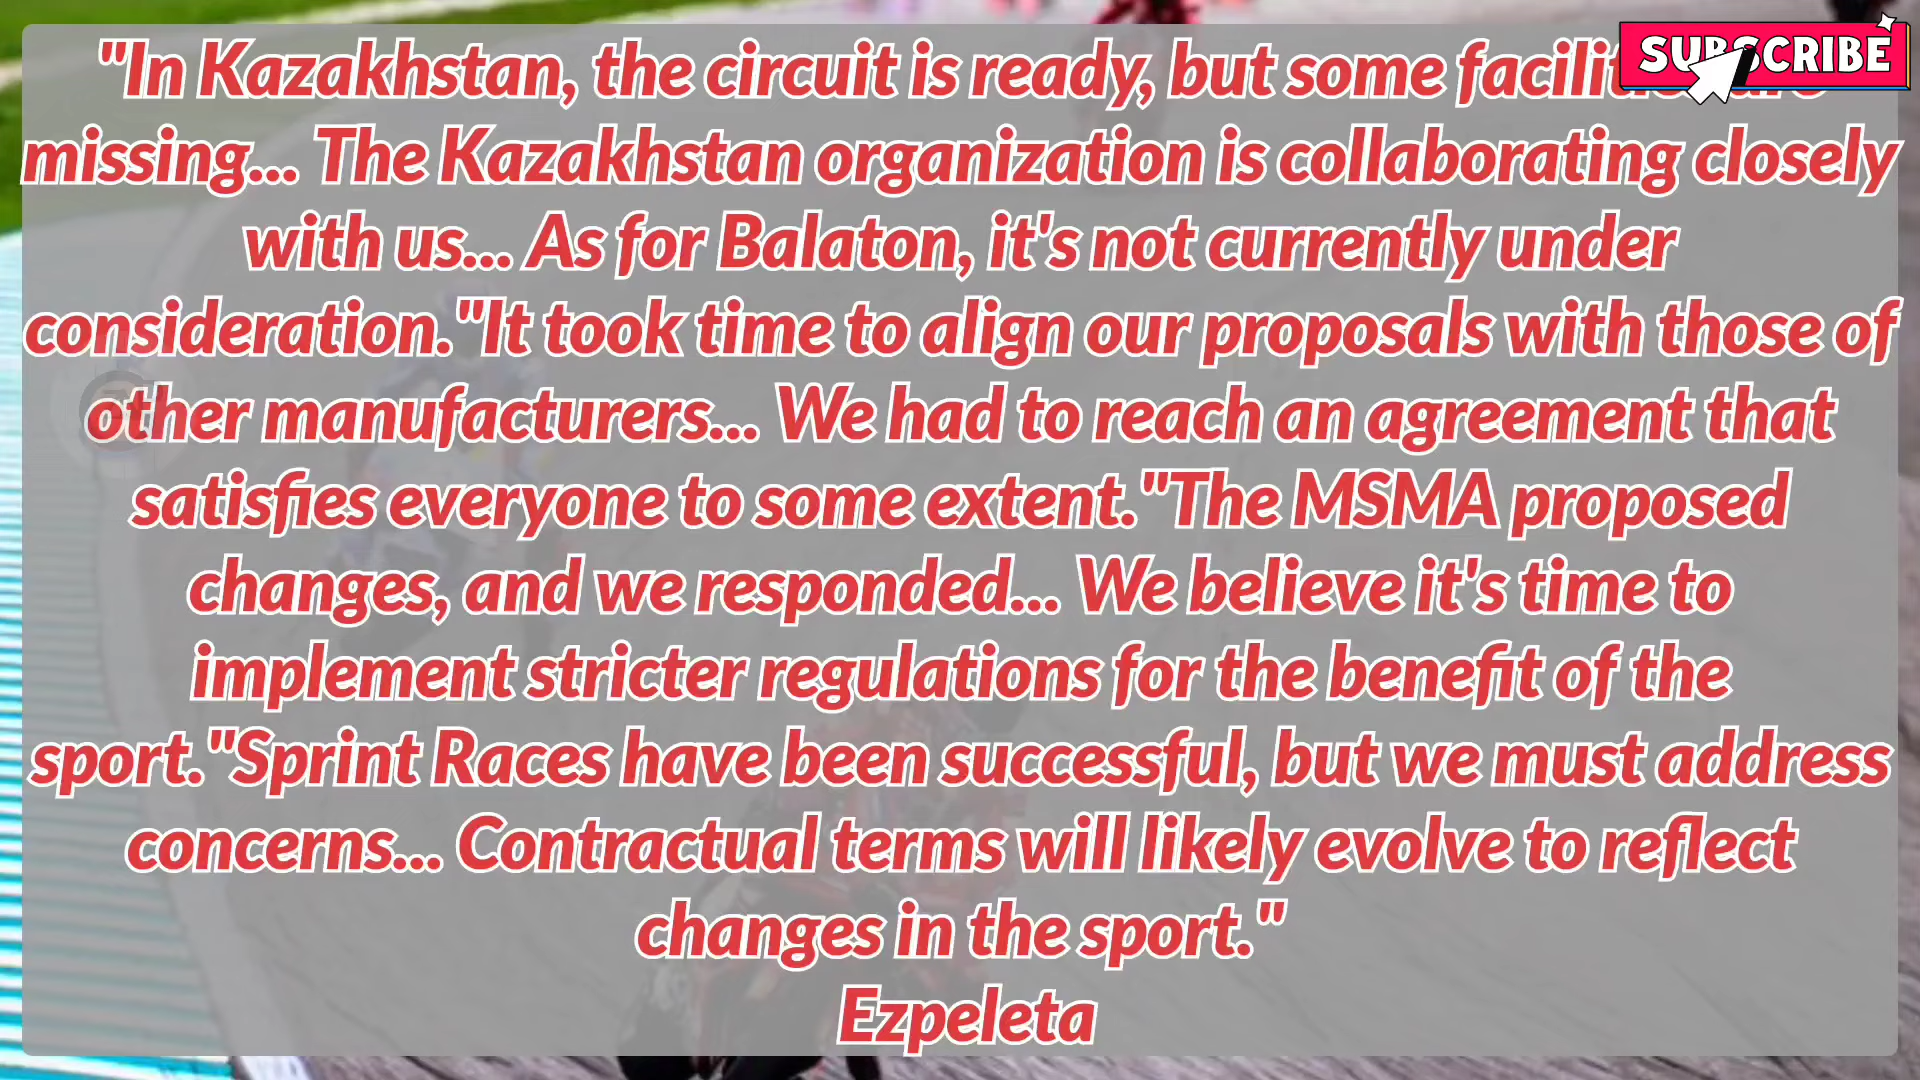 "In Kazakhstan, the circuit is ready, but some
missing... The Kazakhstan organization is collaborating closely
with us... As for Balaton, it's not currently under
consideration."It took time to align our proposals with those of
other manufacturers... We had to reach an agreement that
satisfies everyone to some extent."The MSMA proposed
changes, and we responded... We believe it's time to
implement stricter regulations for the benefit of the
sport."Sprint Races have been successful, but we must address
concerns... Contractual terms will likely evolve to reflect
changes in the sport."
Ezpeleta
SUBSCRIBE